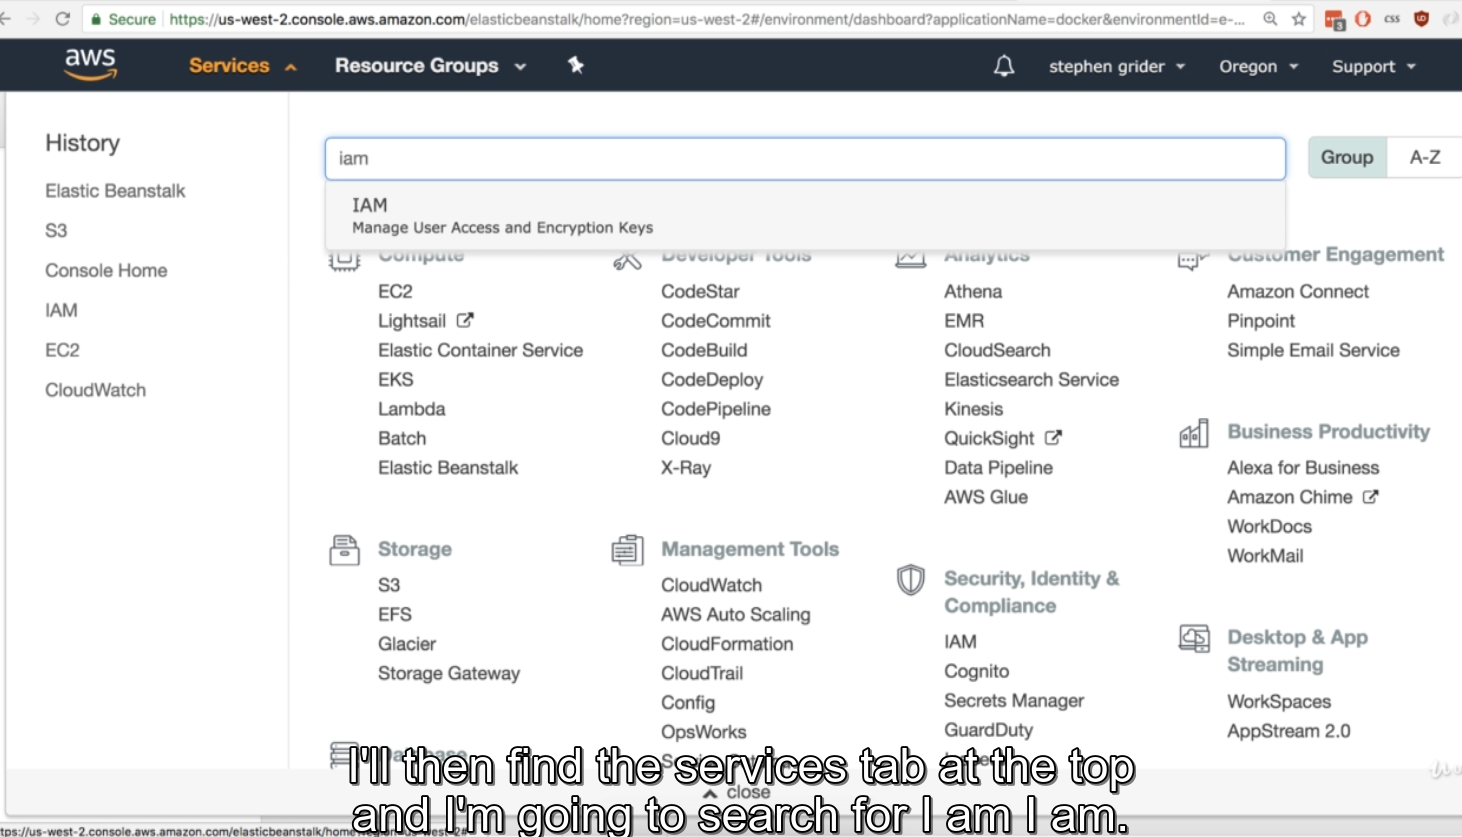 Secure https://us-west-2.console.aws.amazon.com/elasticbeanstalk/home?region=us-west-2#/environment/dashboard?applicationName=docker&environmentId=e-...
3
css
aws Services Resource Groups stephen grider Oregon Support
History
Elastic Beanstalk
S3
Console Home
IAM
EC2
CloudWatch
iam
Group A-Z
IAM
Manage User Access and Encryption Keys
Compute
EC2
Lightsail
Elastic Container Service
EKS
Lambda
Batch
Elastic Beanstalk
Storage
S3
EFS
Glacier
Storage Gateway
Database
Developer Tools
CodeStar
CodeCommit
CodeBuild
CodeDeploy
CodePipeline
Cloud9
X-Ray
Management Tools
CloudWatch
AWS Auto Scaling
CloudFormation
CloudTrail
Config
OpsWorks
Analytics
Athena
EMR
CloudSearch
Elasticsearch Service
Kinesis
QuickSight
Data Pipeline
AWS Glue
Security, Identity &
Compliance
IAM
Cognito
Secrets Manager
GuardDuty
Customer Engagement
Amazon Connect
Pinpoint
Simple Email Service
Business Productivity
Alexa for Business
Amazon Chime
WorkDocs
WorkMail
Desktop & App
Streaming
WorkSpaces
AppStream 2.0
close
I'll then find the services tab at the top
and I'm going to search for I am I am.
tps://us-west-2.console.aws.amazon.com/elasticbeanstalk/home?region=us-west-2#